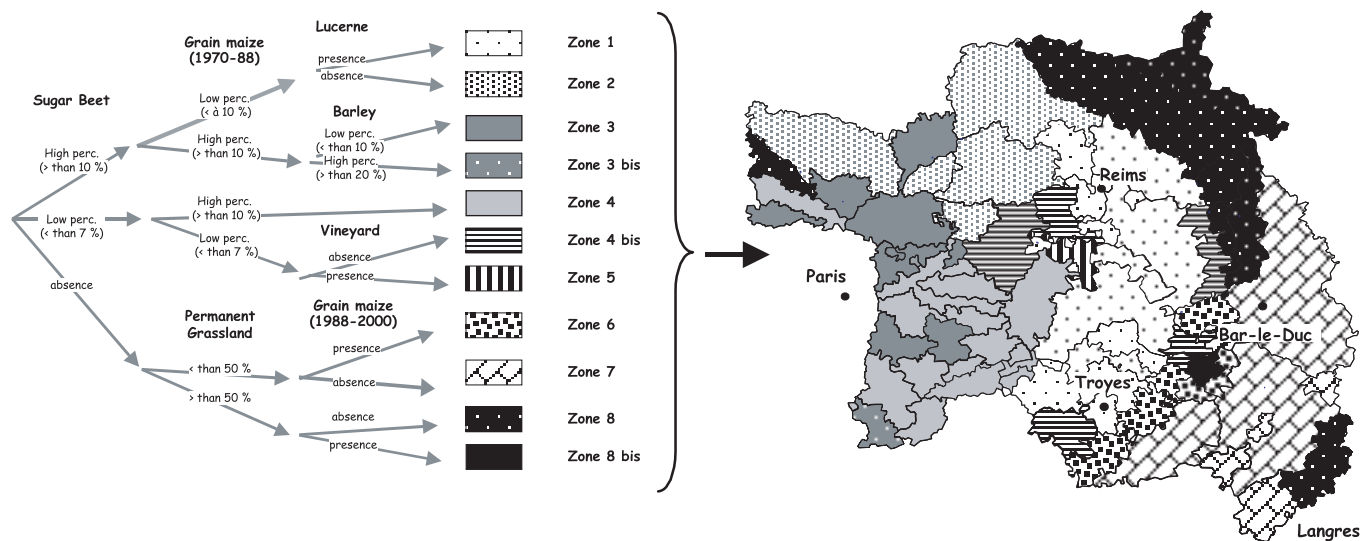 Lucerne
Grain maize
(1970-88)
Sugar Beet
presence
absence
Zone 1
Zone 2
Low perc.
(< à 10 %)
Barley
Low perc.
(< than 10 %)
Zone 3
High perc.
(> than 10 %)
High perc.
(> than 20 %)
Zone 3 bis
High perc.
(> than 10 %)
Low perc.
(< than 7 %)
High perc.
(> than 10 %)
Zone 4
Low perc.
(< than 7 %)
Vineyard
absence
Zone 4 bis
presence
Zone 5
absence
Permanent
Grassland
Grain maize
(1988-2000)
presence
Zone 6
< than 50 %
absence
Zone 7
> than 50 %
absence
Zone 8
presence
Zone 8 bis
Reims
Paris
Bar-le-Duc
Troyes
Langres